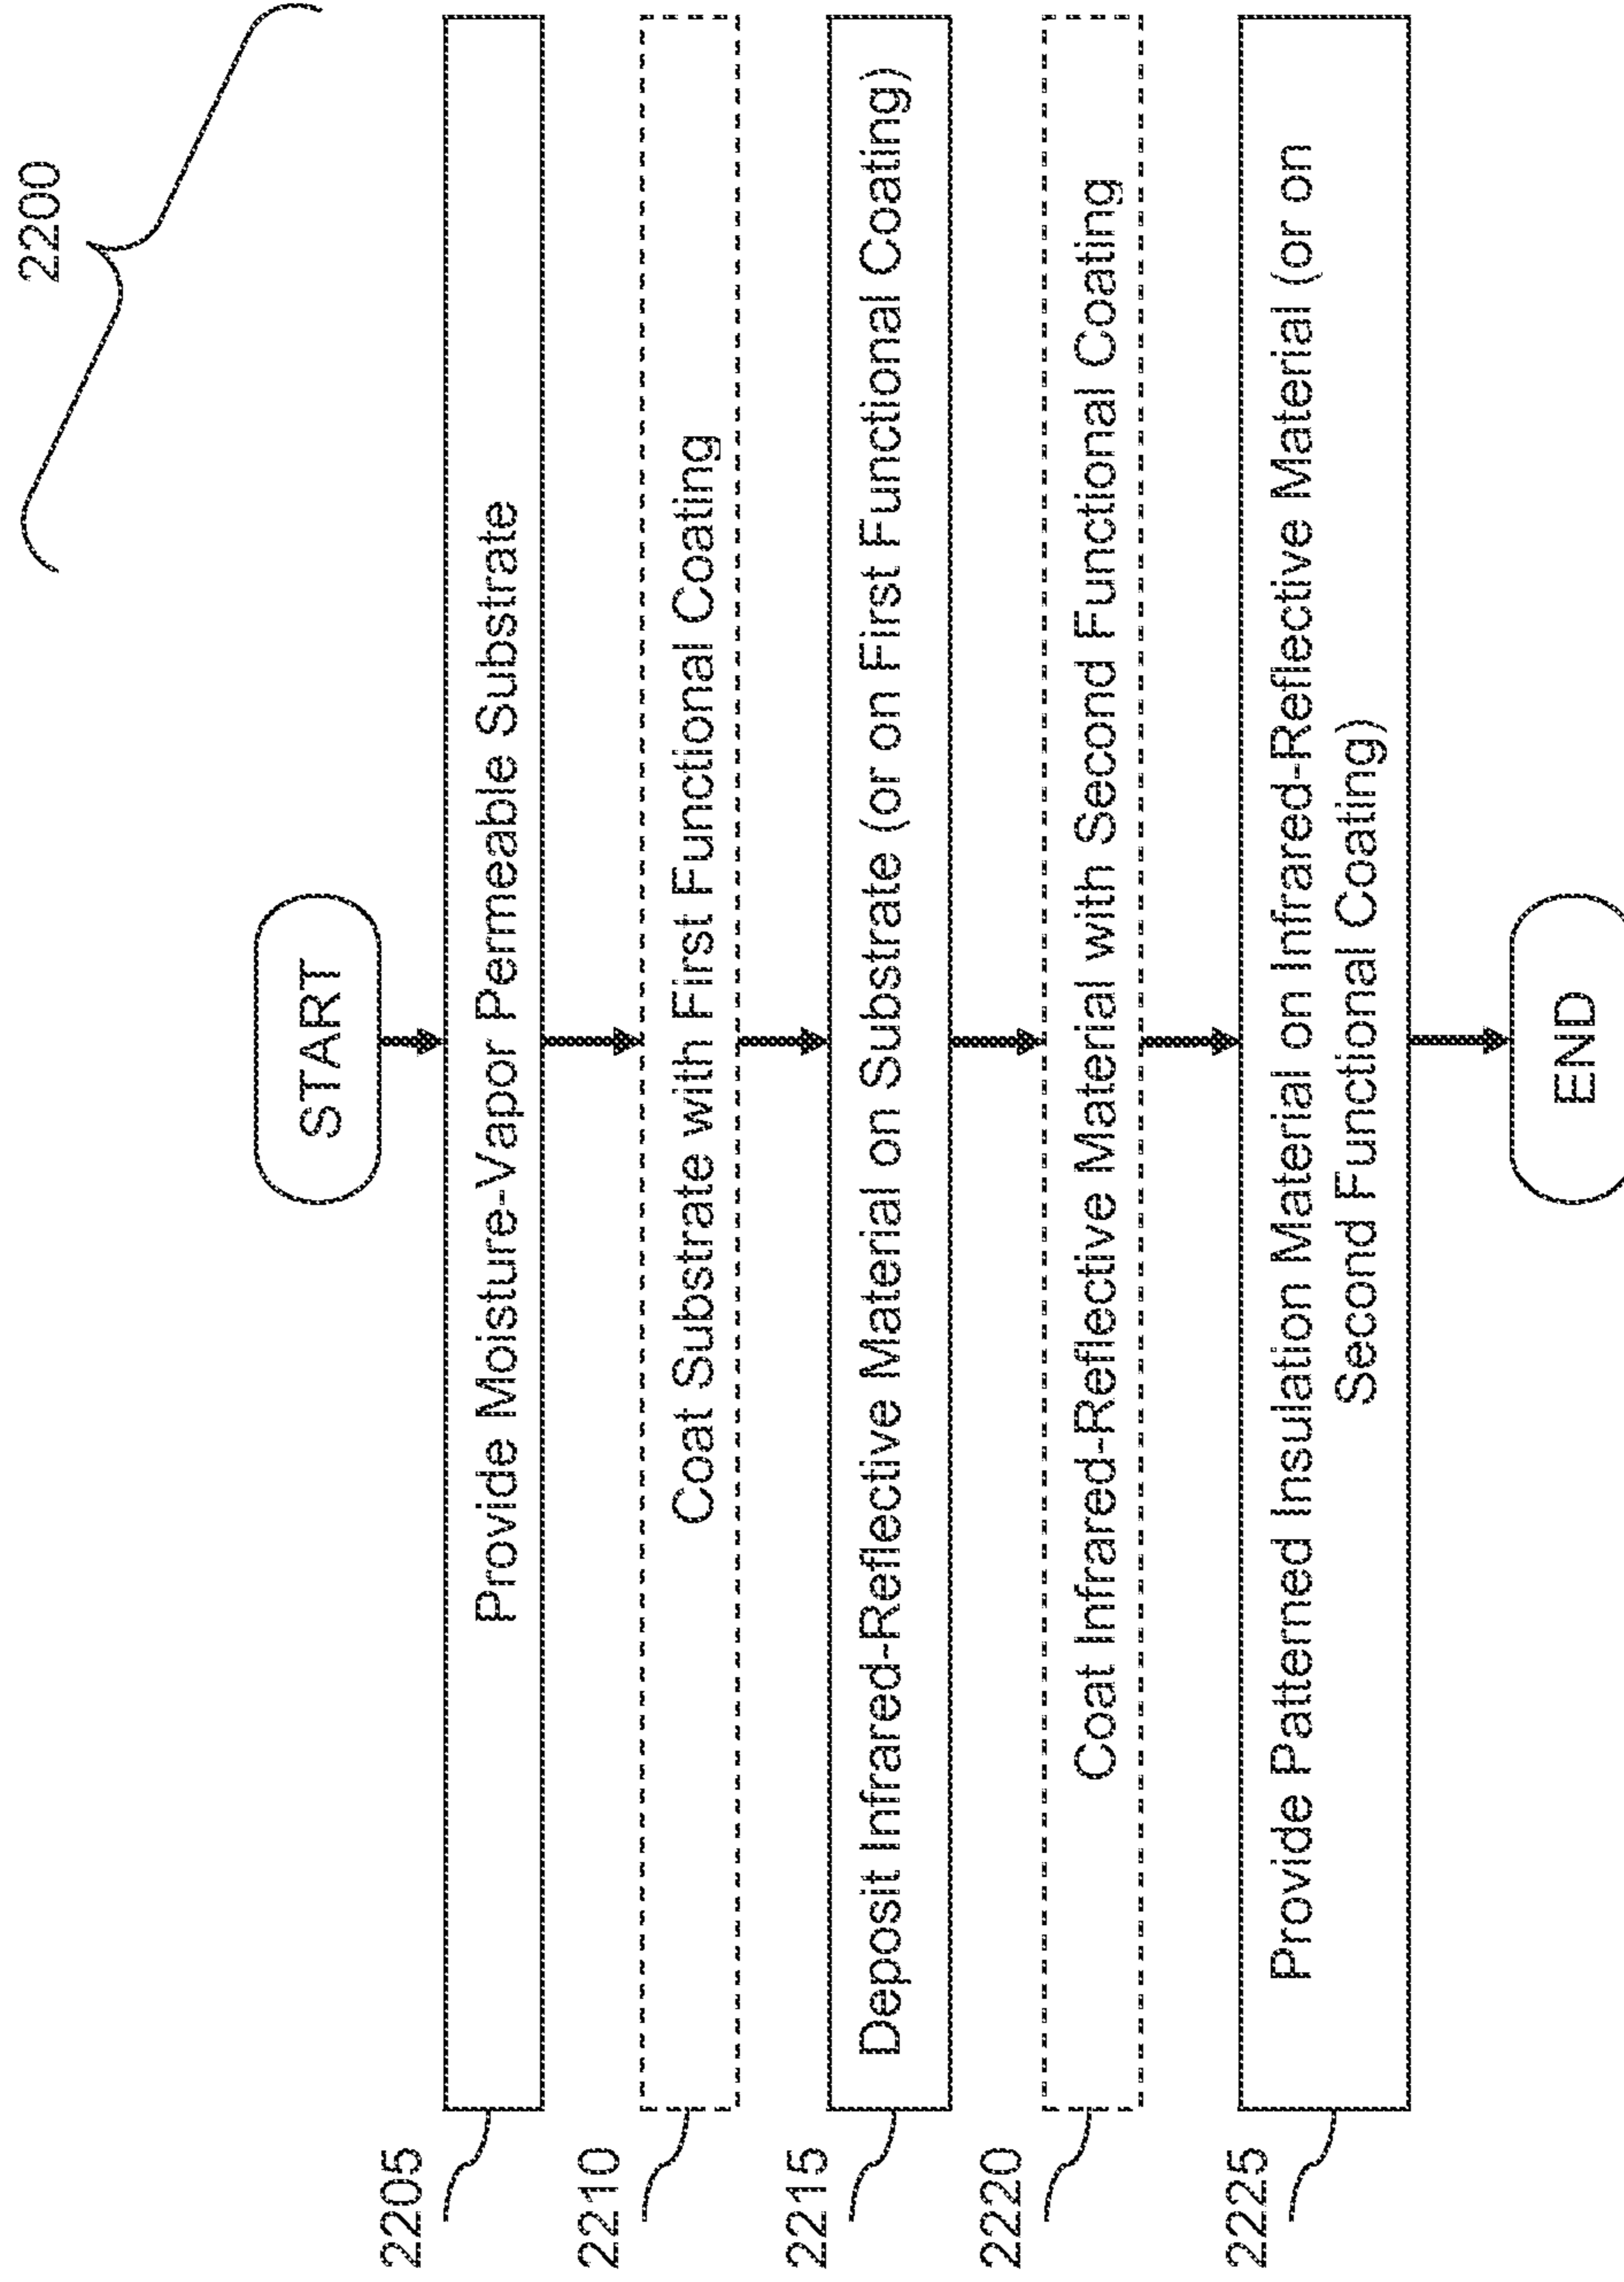 2200
START
2205
Provide Moisture-Vapor Permeable Substrate
2210
Coat Substrate with First Functional Coating
2215
Deposit Infrared-Reflective Material on Substrate (or on First Functional Coating)
2220
Coat Infrared-Reflective Material with Second Functional Coating
2225
Provide Patterned Insulation Material on Infrared-Reflective Material (or on
Second Functional Coating)
END